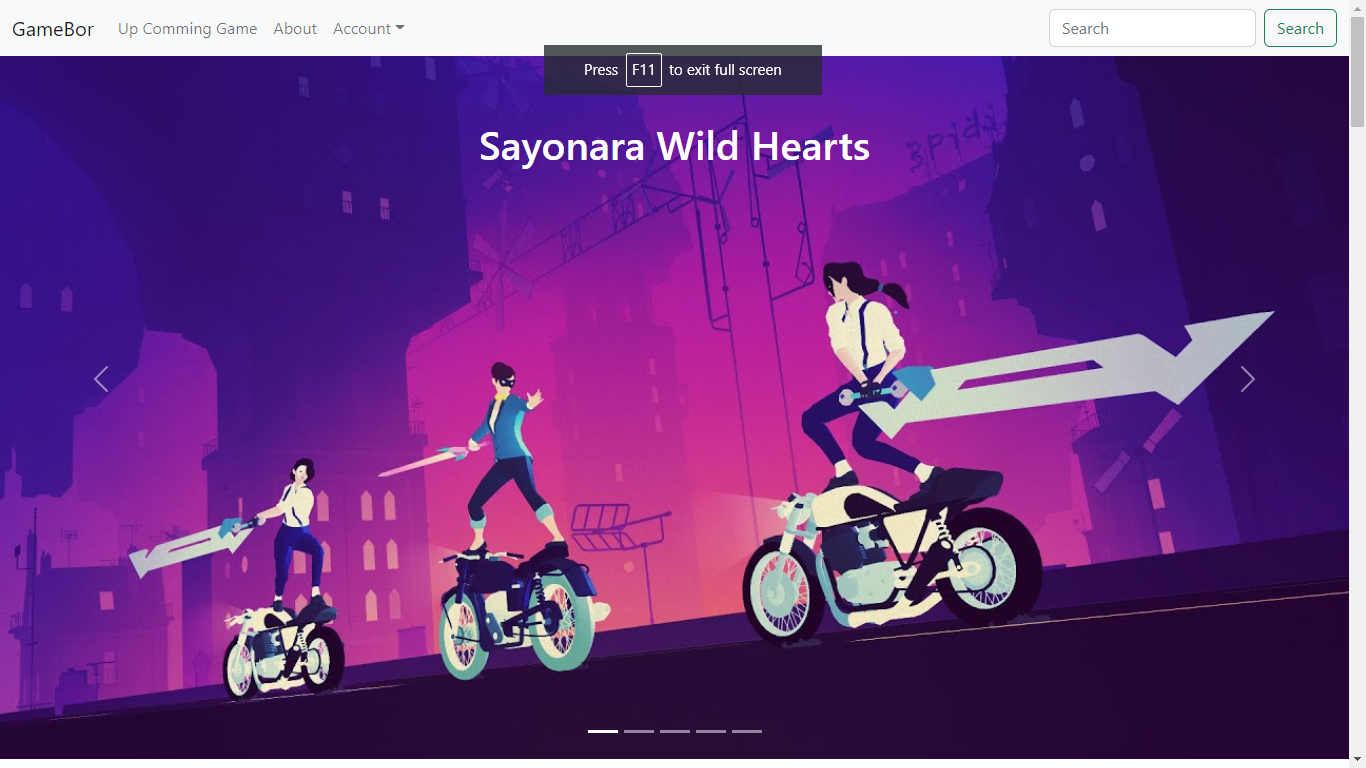 GameBor Up Comming Game About Account Search Search
Press F11 to exit full screen
Sayonara Wild Hearts